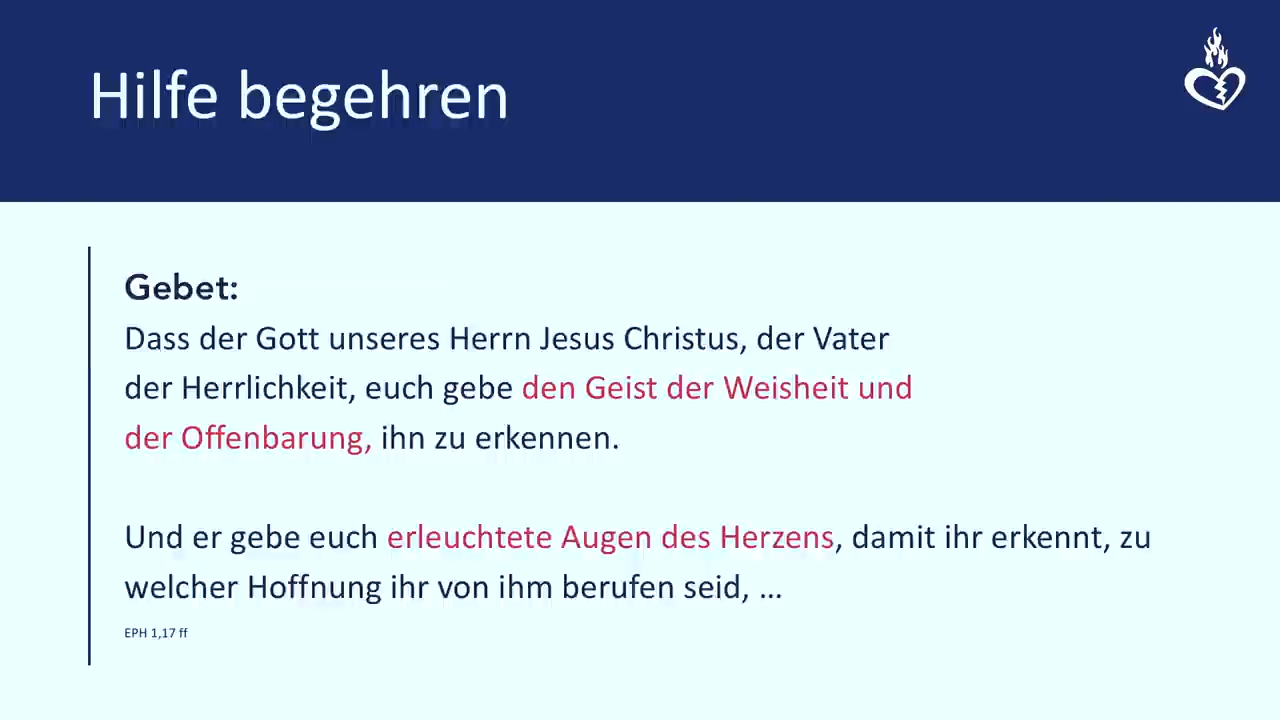 Hilfe begehren
Gebet:
Dass der Gott unseres Herrn Jesus Christus, der Vater
der Herrlichkeit, euch gebe den Geist der Weisheit und
der Offenbarung, ihn zu erkennen.
Und er gebe euch erleuchtete Augen des Herzens, damit ihr erkennt, zu
welcher Hoffnung ihr von ihm berufen seid, ...
EPH 1,17 ff